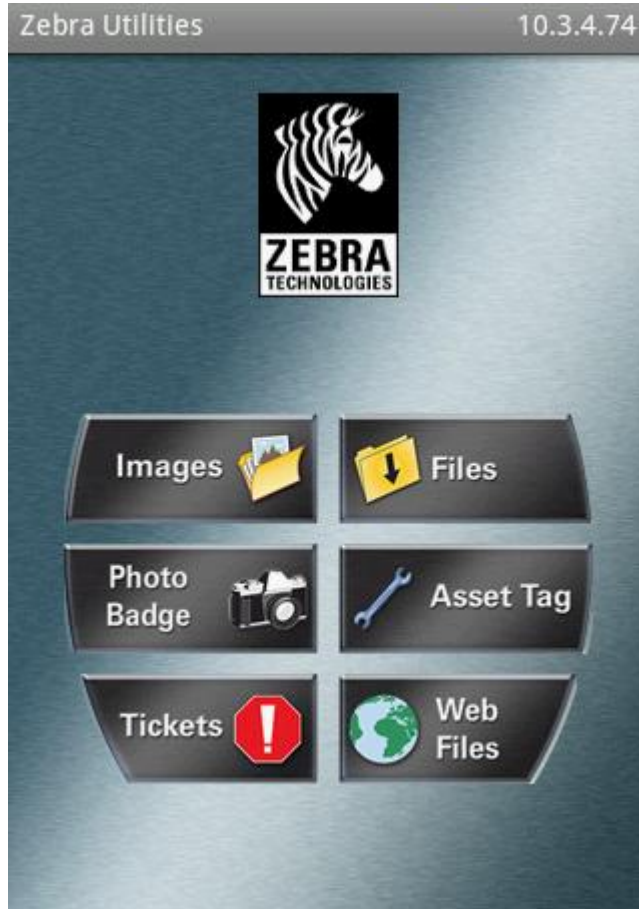 Zebra Utilities 10.3.4.74
ZEBRA
TECHNOLOGIES
Images
Files
Photo
Badge
Asset Tag
Tickets
Web
Files